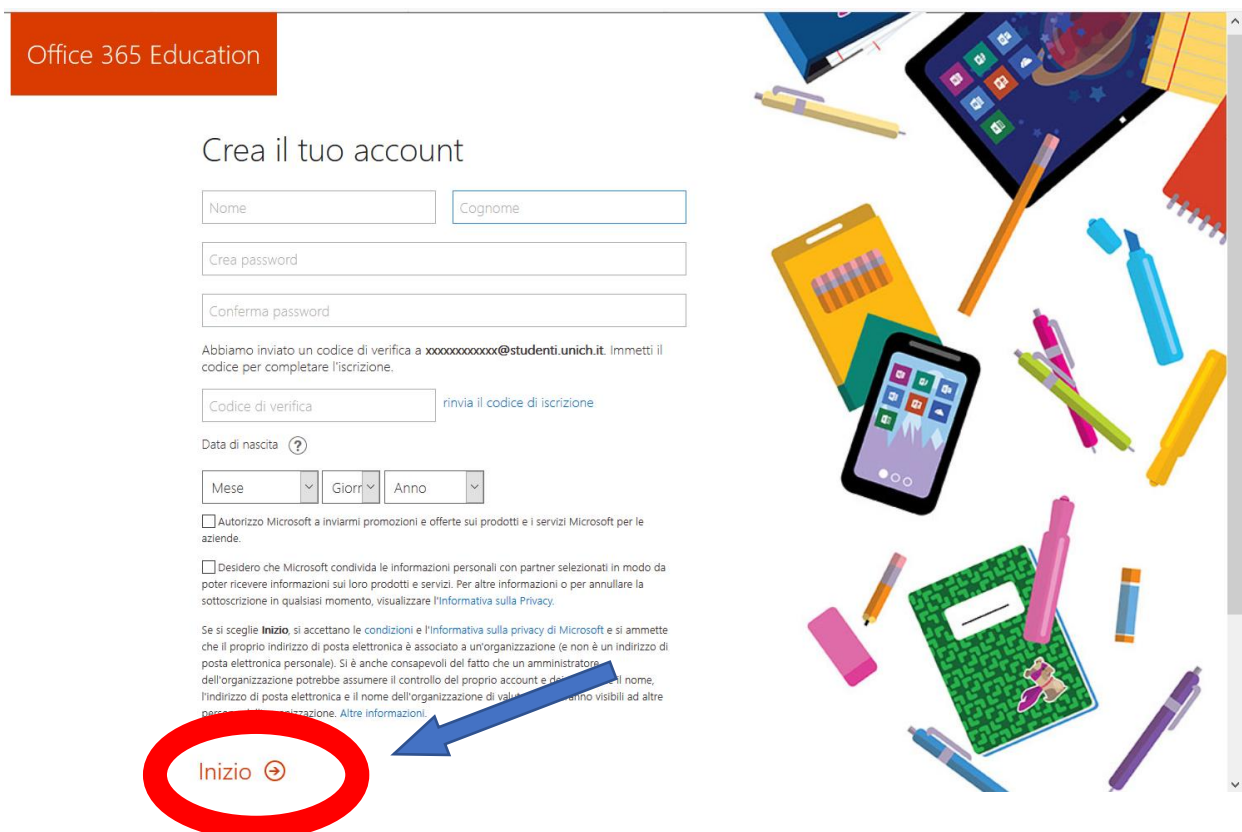 Office 365 Education
Crea il tuo account
Nome
Cognome
Crea password
Conferma password
Abbiamo inviato un codice di verifica a xxxxxxxxxxxx@studenti.unich.it. Immetti il
codice per completare l'iscrizione.
Codice di verifica
rinvia il codice di iscrizione
Data di nascita ?
Mese
Giorr
Anno
Autorizzo Microsoft a inviarmi promozioni e offerte sui prodotti e i servizi Microsoft per le
aziende.
Desidero che Microsoft condivida le informazioni personali con partner selezionati in modo da
poter ricevere informazioni sui loro prodotti e servizi. Per altre informazioni o per annullare la
sottoscrizione in qualsiasi momento, visualizzare l'Informativa sulla Privacy.
Se si sceglie Inizio, si accettano le condizioni e l'Informativa sulla privacy di Microsoft e si ammette
che il proprio indirizzo di posta elettronica è associato a un'organizzazione (e non è un indirizzo di
posta elettronica personale). Si è anche consapevoli del fatto che un amministratore
dell'organizzazione potrebbe assumere il controllo del proprio account e dei il nome,
l'indirizzo di posta elettronica e il nome dell'organizzazione di visibili ad altre
Altre informazioni.
Inizio